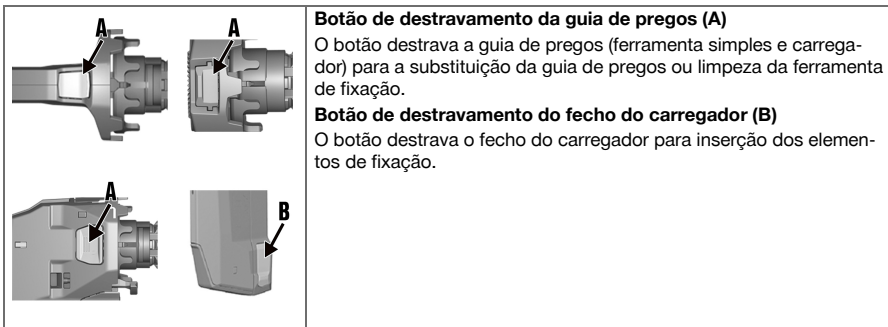 A
A
A
B
Botão de destravamento da guia de pregos (A)
O botão destrava a guia de pregos (ferramenta simples e carrega-
dor) para a substituição da guia de pregos ou limpeza da ferramenta
de fixação.
Botão de destravamento do fecho do carregador (B)
O botão destrava o fecho do carregador para inserção dos elemen-
tos de fixação.